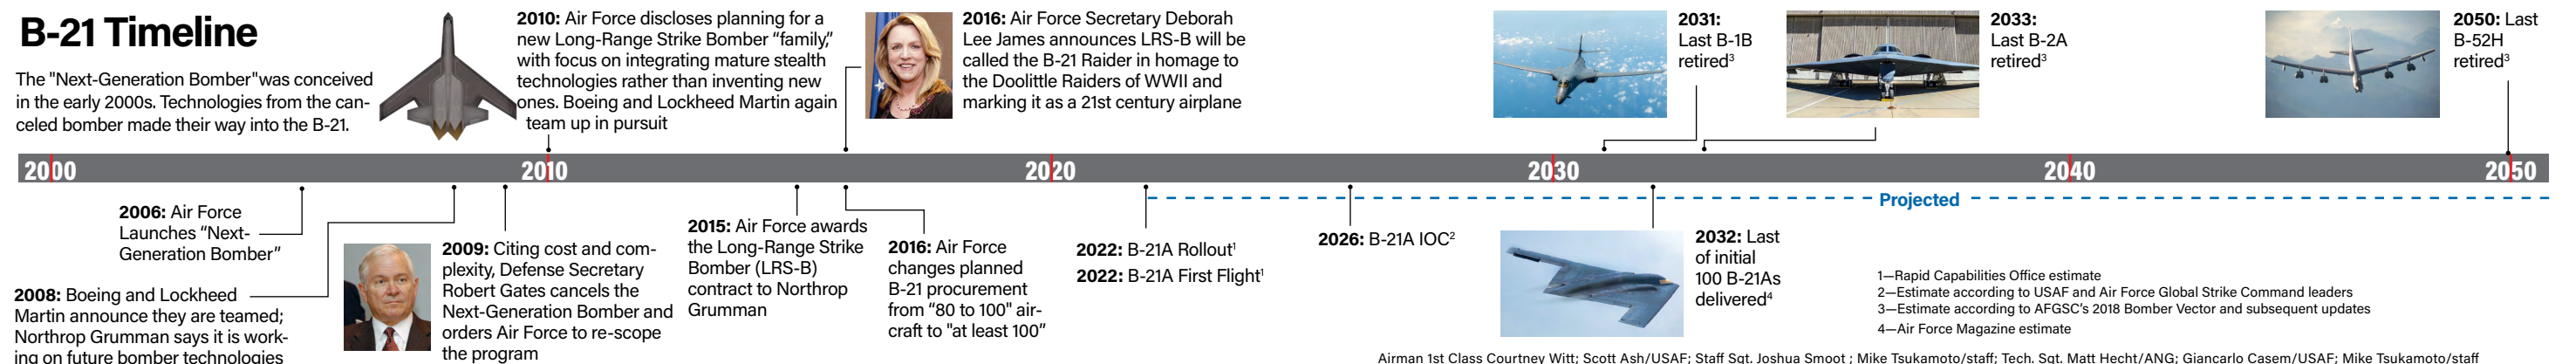 B-21 Timeline
The "Next-Generation Bomber"was conceived
in the early 2000s. Technologies from the can-
celed bomber made their way into the B-21.
2010: Air Force discloses planning for a
new Long-Range Strike Bomber “family,”
with focus on integrating mature stealth
technologies rather than inventing new
ones. Boeing and Lockheed Martin again
team up in pursuit
2016: Air Force Secretary Deborah
Lee James announces LRS-B will be
called the B-21 Raider in homage to
the Doolittle Raiders of WWII and
marking it as a 21st century airplane
2031:
Last B-1B
retired³
2033:
Last B-2A
retired³
2050: Last
B-52H
retired³
2000
2010
2020
2030
2040
2050
Projected
2006: Air Force
Launches “Next-
Generation Bomber”
2008: Boeing and Lockheed
Martin announce they are teamed;
Northrop Grumman says it is work-
ing on future bomber technologies
2009: Citing cost and com-
plexity, Defense Secretary
Robert Gates cancels the
Next-Generation Bomber and
orders Air Force to re-scope
the program
2015: Air Force awards
the Long-Range Strike
Bomber (LRS-B)
contract to Northrop
Grumman
2016: Air Force
changes planned
B-21 procurement
from “80 to 100" air-
craft to "at least 100”
2022: B-21A Rollout¹
2022: B-21A First Flight¹
2026: B-21A IOC²
2032: Last
of initial
100 B-21As
delivered⁴
1—Rapid Capabilities Office estimate
2—Estimate according to USAF and Air Force Global Strike Command leaders
3—Estimate according to AFGSC’s 2018 Bomber Vector and subsequent updates
4—Air Force Magazine estimate
Airman 1st Class Courtney Witt; Scott Ash/USAF; Staff Sgt. Joshua Smoot ; Mike Tsukamoto/staff; Tech. Sgt. Matt Hecht/ANG; Giancarlo Casem/USAF; Mike Tsukamoto/staff